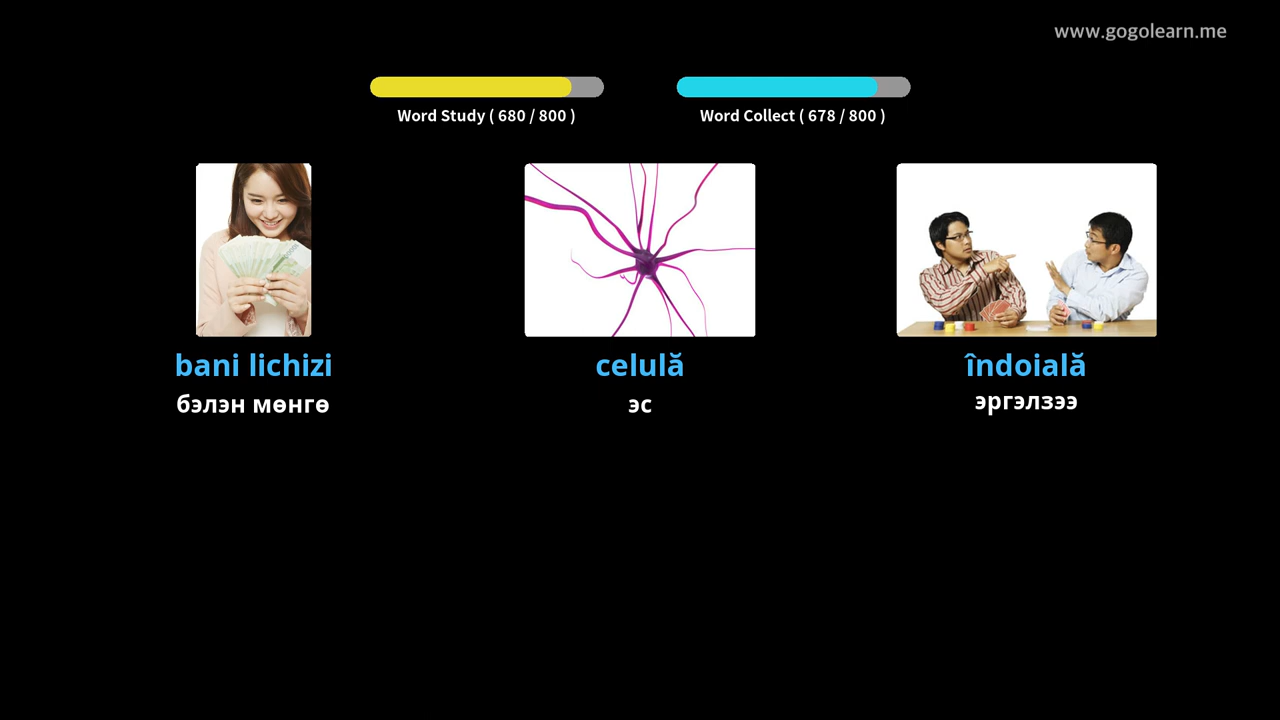 www.gogolearn.me
Word Study ( 680 / 800 )
Word Collect ( 678 / 800 )
bani lichizi
бэлэн мөнгө
celulă
эс
îndoială
эргэлзээ